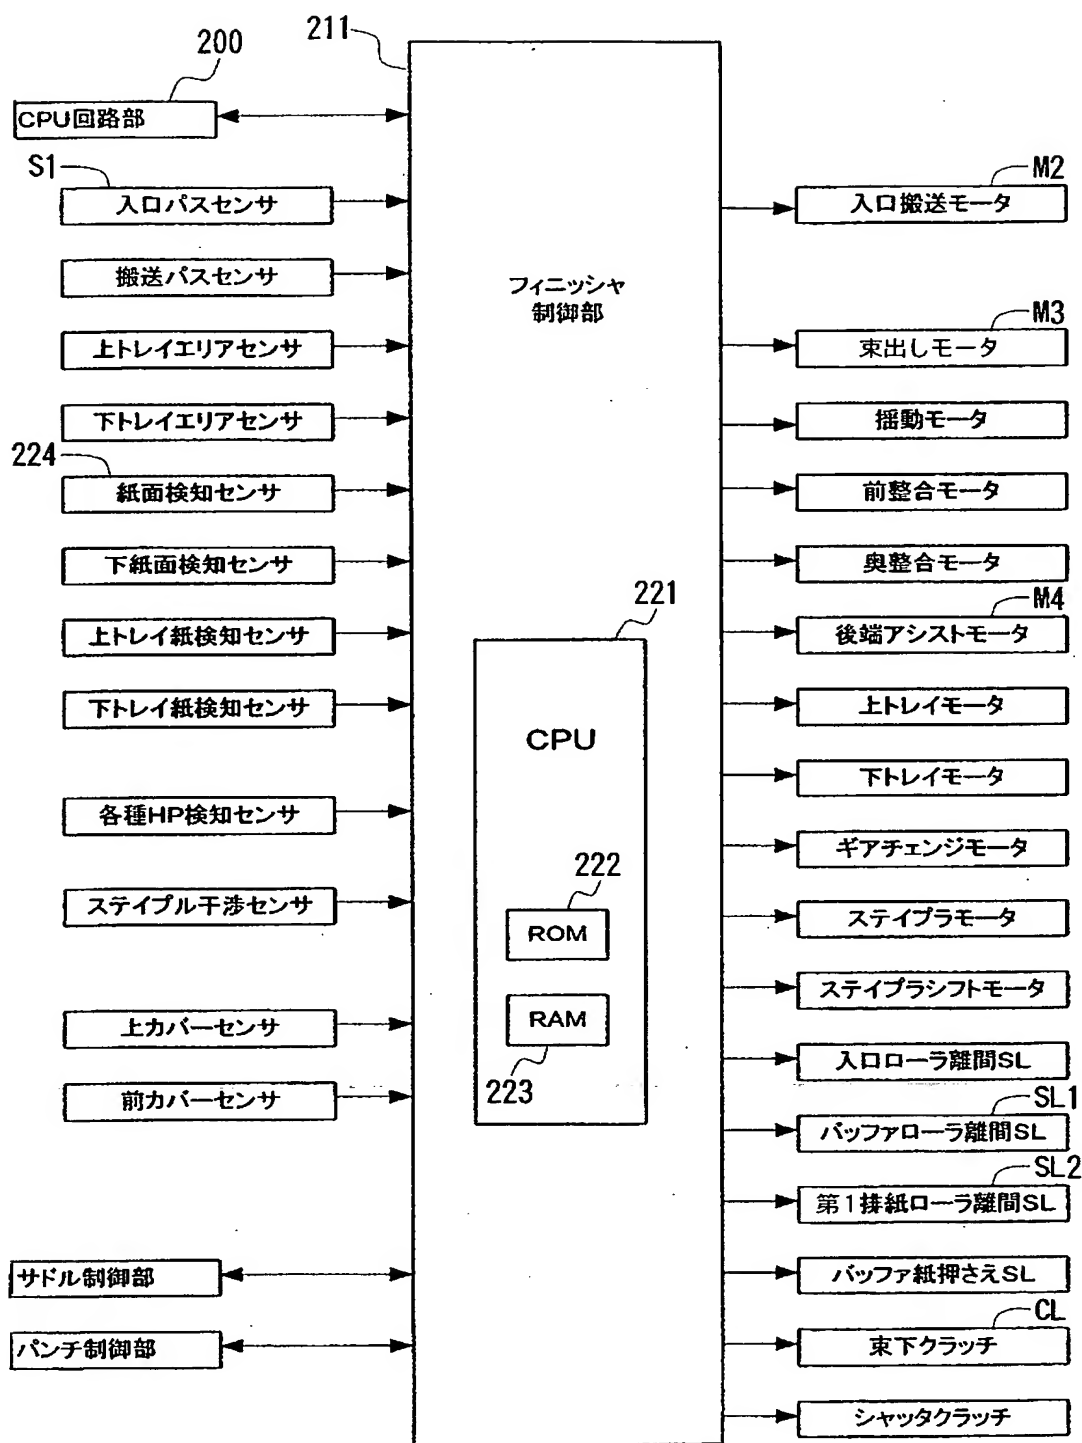 211
200
CPU回路部
S1
入口パスセンサ
搬送パスセンサ
上トレイエリアセンサ
下トレイエリアセンサ
224
紙面検知センサ
下紙面検知センサ
上トレイ紙検知センサ
下トレイ紙検知センサ
各種HP検知センサ
ステイプル干渉センサ
上カバーセンサ
前カバーセンサ
サドル制御部
パンチ制御部
フィニッシャ
制御部
221
CPU
222
ROM
RAM
223
M2
入口搬送モータ
M3
束出しモータ
揺動モータ
前整合モータ
奥整合モータ
M4
後端アシストモータ
上トレイモータ
下トレイモータ
ギアチェンジモータ
ステイプラモータ
ステイプラシフトモータ
入口ローラ離間SL
SL1
バッファローラ離間SL
SL2
第1排紙ローラ離間SL
バッファ紙押さえSL
CL
束下クラッチ
シャッタクラッチ